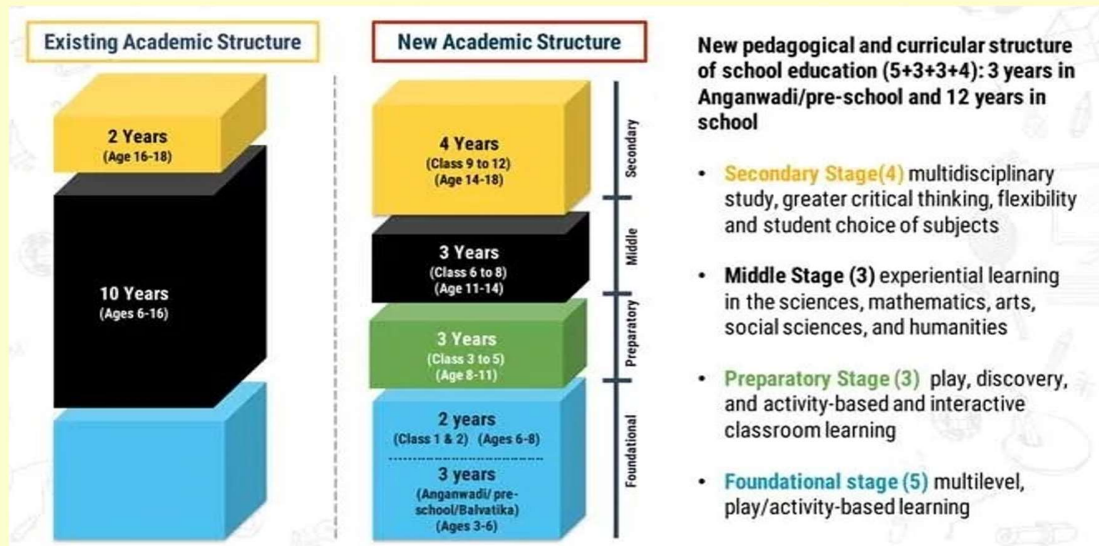 Existing Academic Structure
2 Years
(Age 16-18)
10 Years
(Ages 6-16)
New Academic Structure
4 Years
(Class 9 to 12)
(Age 14-18)
3 Years
(Class 6 to 8)
(Age 11-14)
3 Years
(Class 3 to 5)
(Age 8-11)
2 years
(Class 1 & 2) (Ages 6-8)
3 years
(Anganwadi/ pre-
school/Balvatika)
(Ages 3-6)
Secondary
Middle
Preparatory
Foundational
New pedagogical and curricular structure
of school education (5+3+3+4): 3 years in
Anganwadi/pre-school and 12 years in
school
• Secondary Stage(4) multidisciplinary
study, greater critical thinking, flexibility
and student choice of subjects
• Middle Stage (3) experiential learning
in the sciences, mathematics, arts,
social sciences, and humanities
• Preparatory Stage (3) play, discovery,
and activity-based and interactive
classroom learning
• Foundational stage (5) multilevel,
play/activity-based learning